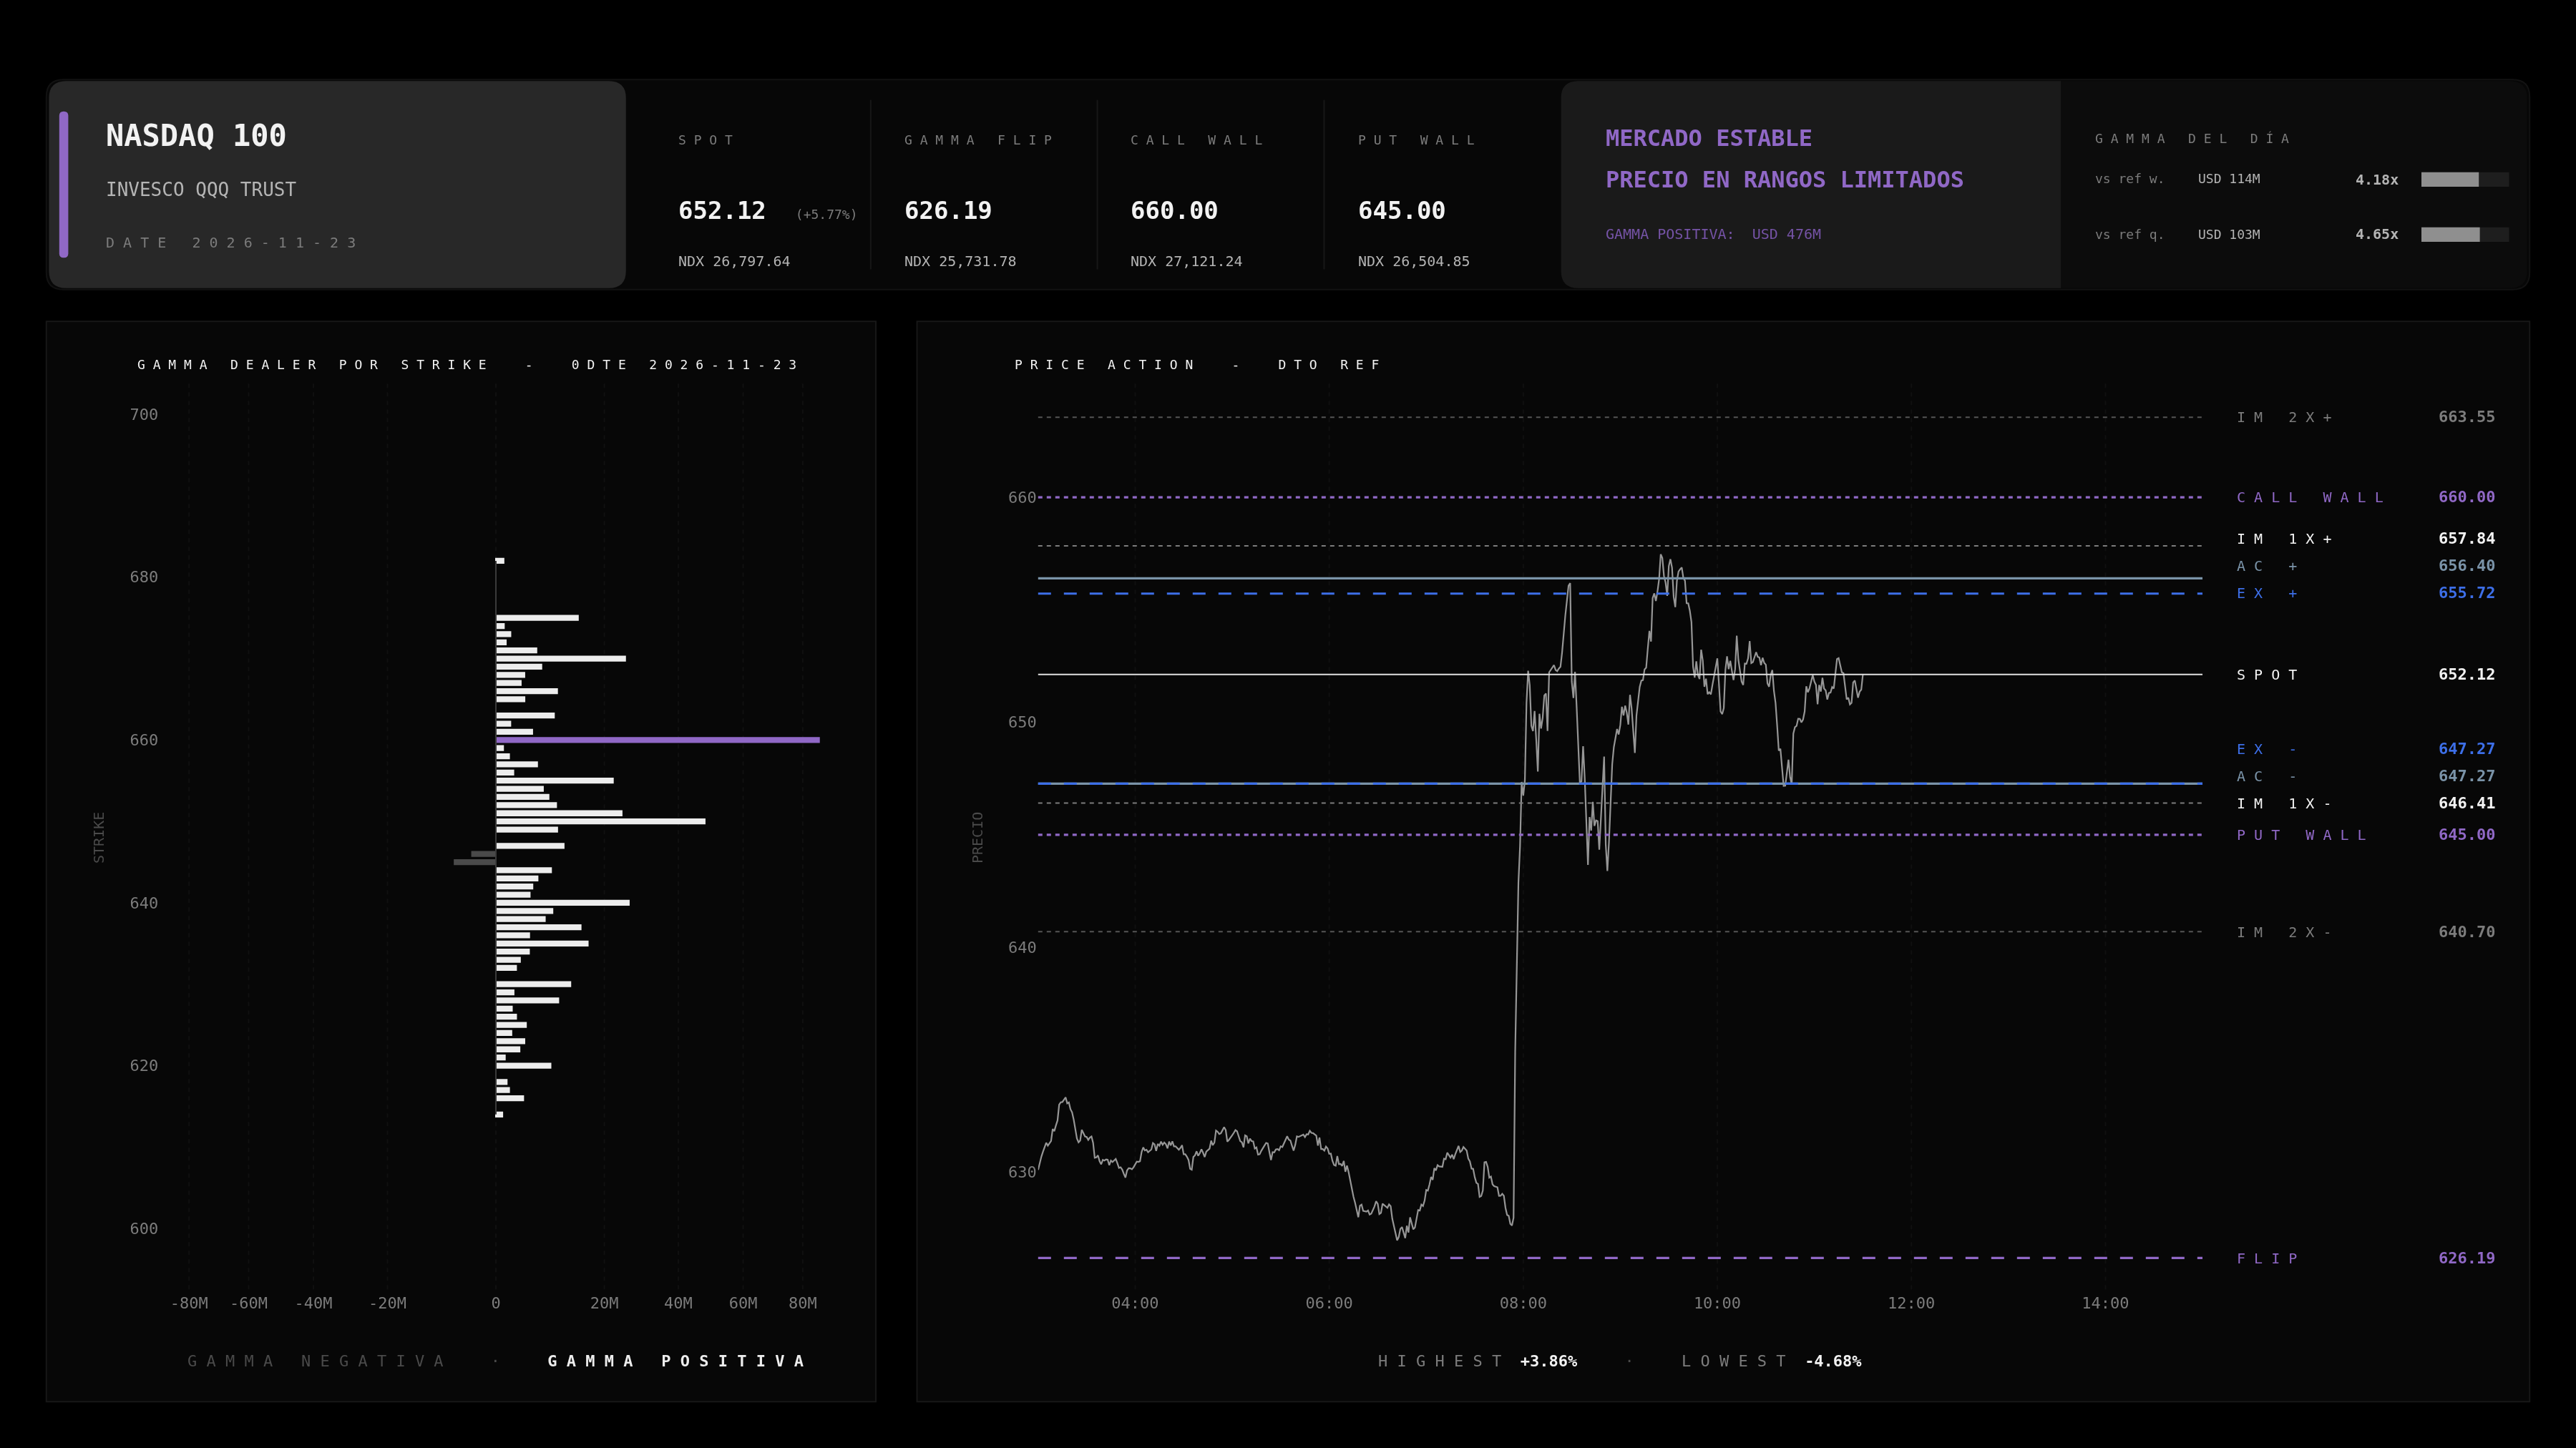 NASDAQ 100
INVESCO QQQ TRUST
DATE 2026-11-23
SPOT
652.12 (+5.77%)
NDX 26,797.64
GAMMA FLIP
626.19
NDX 25,731.78
CALL WALL
660.00
NDX 27,121.24
PUT WALL
645.00
NDX 26,504.85
MERCADO ESTABLE
PRECIO EN RANGOS LIMITADOS
GAMMA POSITIVA: USD 476M
GAMMA DEL DÍA
vs ref w. USD 114M 4.18x
vs ref q. USD 103M 4.65x
GAMMA DEALER POR STRIKE - 0DTE 2026-11-23
700
680
660
640
620
600
STRIKE
-80M -60M -40M -20M 0 20M 40M 60M 80M
GAMMA NEGATIVA · GAMMA POSITIVA
PRICE ACTION - DTO REF
660
650
640
630
PRECIO
04:00 06:00 08:00 10:00 12:00 14:00
IM 2X+ 663.55
CALL WALL 660.00
IM 1X+ 657.84
AC + 656.40
EX + 655.72
SPOT 652.12
EX - 647.27
AC - 647.27
IM 1X- 646.41
PUT WALL 645.00
IM 2X- 640.70
FLIP 626.19
HIGHEST +3.86% · LOWEST -4.68%